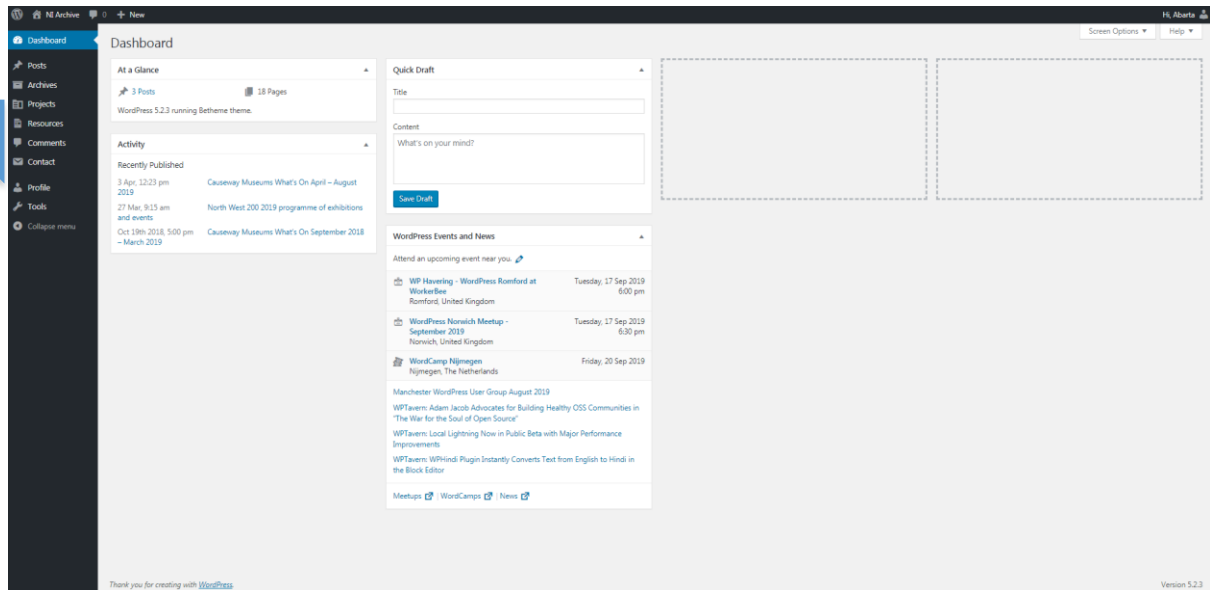 NI Archive 0 New
Hi, Abarta
Screen Options Help
Dashboard
Posts
Archives
Projects
Resources
Comments
Contact
Profile
Tools
Collapse menu
Dashboard
At a Glance
3 Posts 18 Pages
WordPress 5.2.3 running Betheme theme.
Activity
Recently Published
3 Apr, 12:23 pm Causeway Museums What's On April – August
2019
27 Mar, 9:15 am North West 200 2019 programme of exhibitions
and events
Oct 19th 2018, 5:00 pm Causeway Museums What's On September 2018
– March 2019
Quick Draft
Title
Content
What's on your mind?
Save Draft
WordPress Events and News
Attend an upcoming event near you.
WP Havering - WordPress Romford at Tuesday, 17 Sep 2019
WorkerBee 6:00 pm
Romford, United Kingdom
WordPress Norwich Meetup - Tuesday, 17 Sep 2019
September 2019 6:30 pm
Norwich, United Kingdom
WordCamp Nijmegen Friday, 20 Sep 2019
Nijmegen, The Netherlands
Manchester WordPress User Group August 2019
WPTavern: Adam Jacob Advocates for Building Healthy OSS Communities in
"The War for the Soul of Open Source"
WPTavern: Local Lightning Now in Public Beta with Major Performance
Improvements
WPTavern: WPHindi Plugin Instantly Converts Text from English to Hindi in
the Block Editor
Meetups | WordCamps | News
Thank you for creating with WordPress.
Version 5.2.3